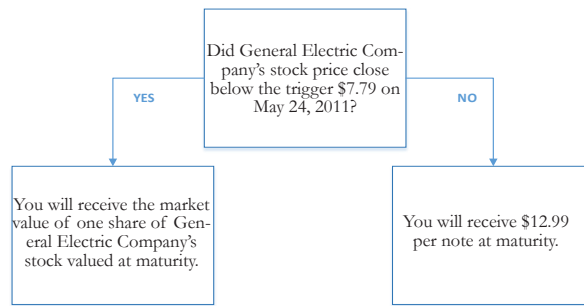 Did General Electric Com-
pany's stock price close
below the trigger $7.79 on
May 24, 2011?
YES
NO
You will receive the market
value of one share of Gen-
eral Electric Company's
stock valued at maturity.
You will receive $12.99
per note at maturity.